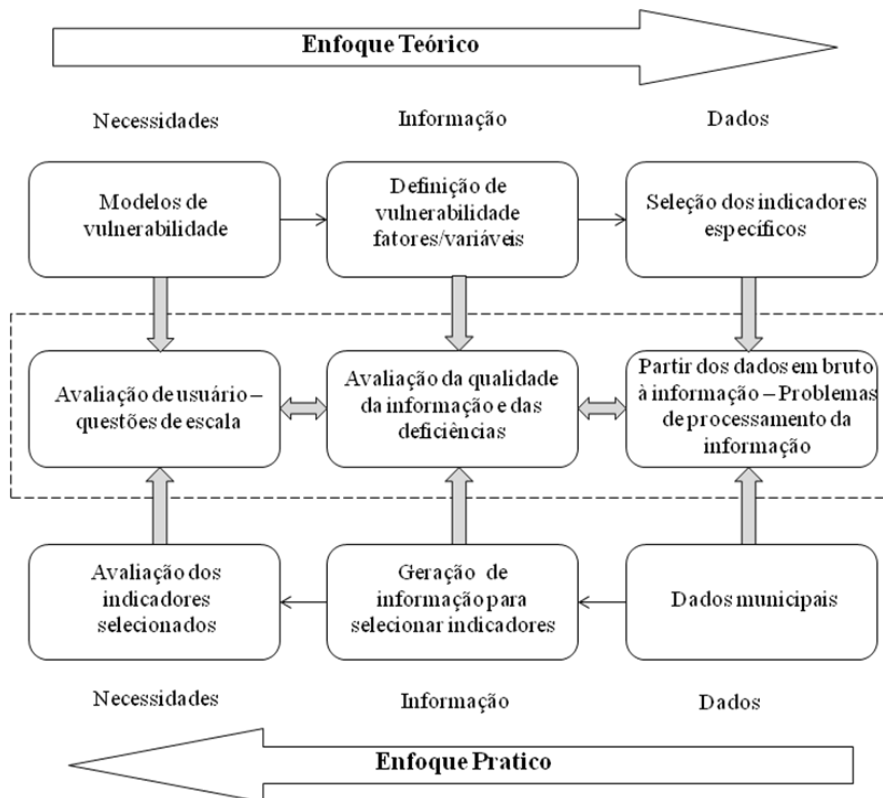 Enfoque Teórico
Necessidades
Informação
Dados
Modelos de
vulnerabilidade
Definição de
vulnerabilidade
fatores/variáveis
Seleção dos indicadores
específicos
Avaliação de usuário –
questões de escala
Avaliação da qualidade
da informação e das
deficiências
Partir dos dados em bruto
à informação – Problemas
de processamento da
informação
Avaliação dos
indicadores
selecionados
Geração de
informação para
selecionar indicadores
Dados municipais
Necessidades
Informação
Dados
Enfoque Pratico